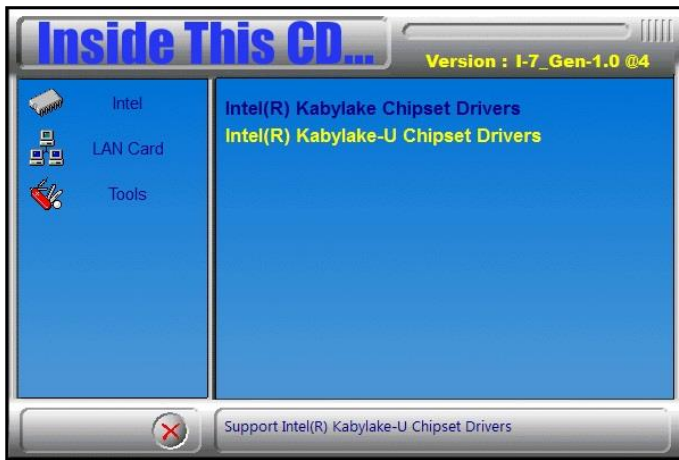 Inside This CD...
Version : I-7_Gen-1.0 @4
Intel
LAN Card
Tools
Intel(R) Kabylake Chipset Drivers
Intel(R) Kabylake-U Chipset Drivers
Support Intel(R) Kabylake-U Chipset Drivers